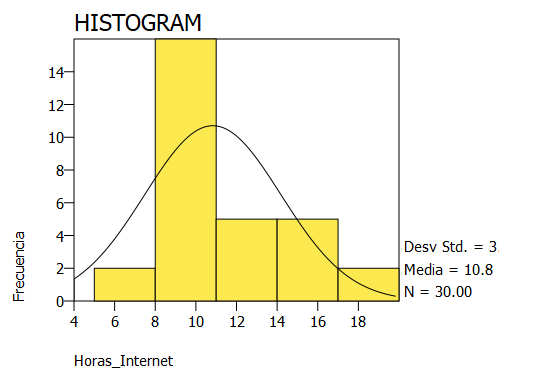 HISTOGRAM
14
12
10
8
6
4
2
0
Frecuencia
4 6 8 10 12 14 16 18
Horas_Internet
Desv Std. = 3.
Media = 10.8
N = 30.00